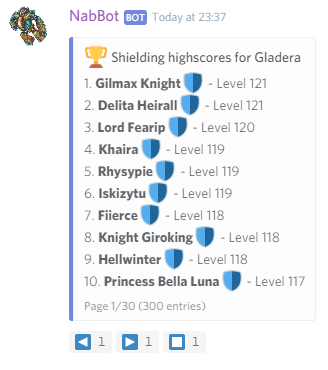 NabBot BOT Today at 23:37
Shielding highscores for Gladera
1. Gilmax Knight - Level 121
2. Delita Heirall - Level 121
3. Lord Fearip - Level 120
4. Khaira - Level 119
5. Rhysypie - Level 119
6. Iskizytu - Level 119
7. Fiierce - Level 118
8. Knight Giroking - Level 118
9. Hellwinter - Level 118
10. Princess Bella Luna - Level 117
Page 1/30 (300 entries)
1 1 1